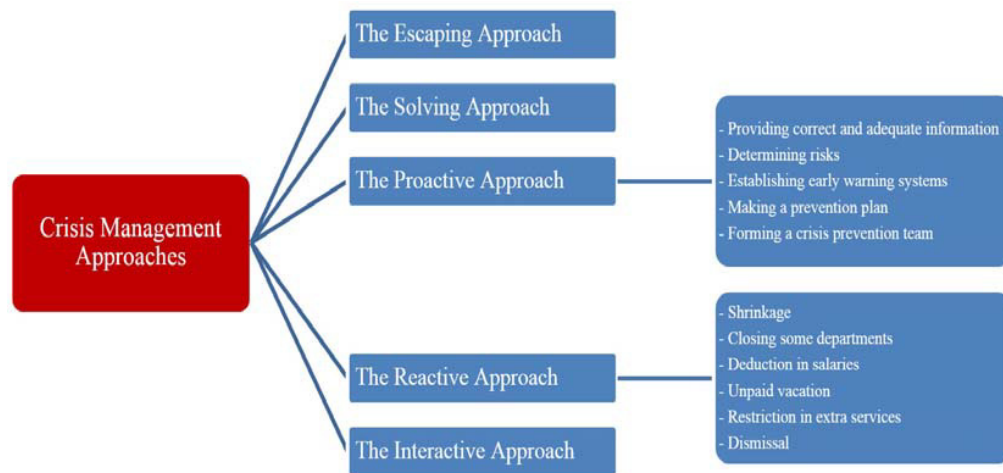 Crisis Management
Approaches
The Escaping Approach
The Solving Approach
The Proactive Approach
- Providing correct and adequate information
- Determining risks
- Establishing early warning systems
- Making a prevention plan
- Forming a crisis prevention team
The Reactive Approach
- Shrinkage
- Closing some departments
- Deduction in salaries
- Unpaid vacation
- Restriction in extra services
- Dismissal
The Interactive Approach